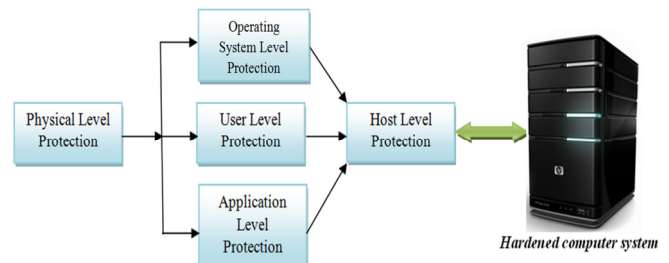 Operating
System Level
Protection
Physical Level
Protection
User Level
Protection
Host Level
Protection
Application
Level
Protection
hp
Hardened computer system